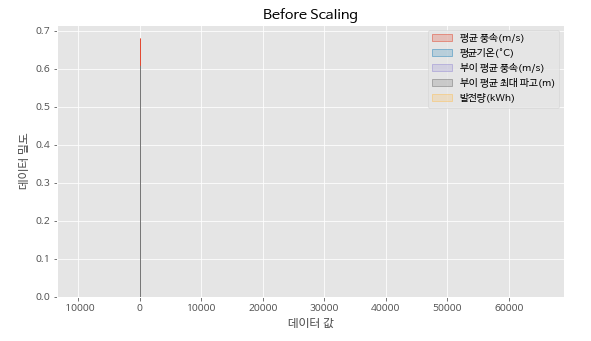 Before Scaling
평균 풍속(m/s)
평균기온(°C)
부이 평균 풍속(m/s)
부이 평균 최대 파고(m)
발전량(kWh)
데이터 밀도
0.7
0.6
0.5
0.4
0.3
0.2
0.1
0.0
10000
0
10000
20000
30000
40000
50000
60000
데이터 값